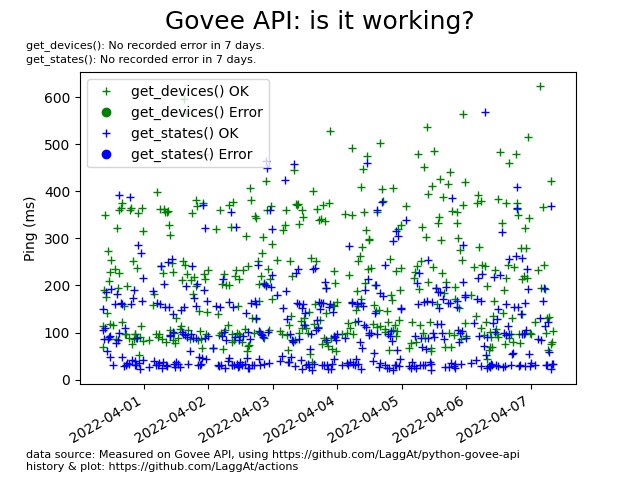 Govee API: is it working?
get_devices(): No recorded error in 7 days.
get_states(): No recorded error in 7 days.
get_devices() OK
get_devices() Error
get_states() OK
get_states() Error
Ping (ms)
600
500
400
300
200
100
0
2022-04-01
2022-04-02
2022-04-03
2022-04-04
2022-04-05
2022-04-06
2022-04-07
data source: Measured on Govee API, using https://github.com/LaggAt/python-govee-api
history & plot: https://github.com/LaggAt/actions